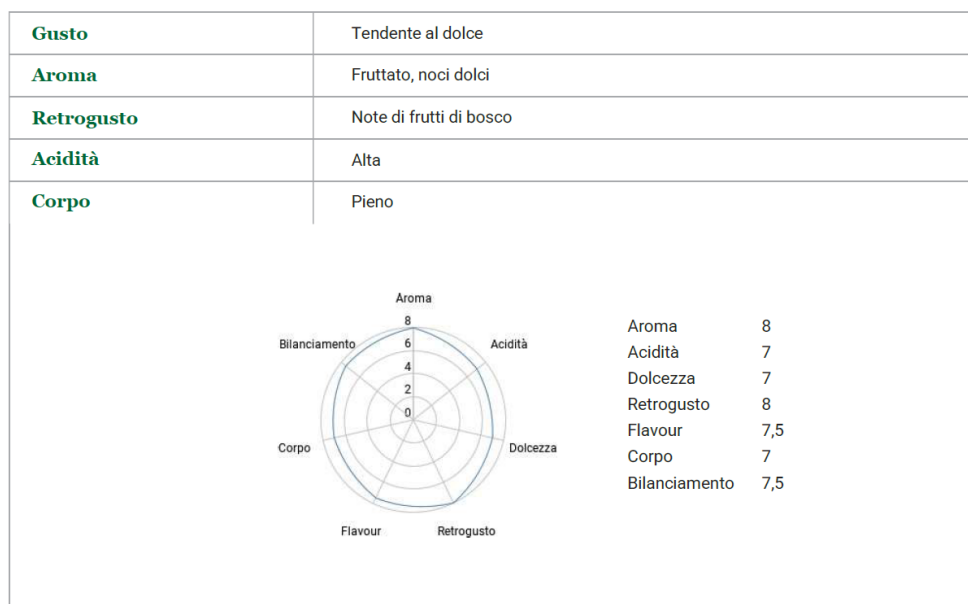 Gusto Tendente al dolce
Aroma Fruttato, noci dolci
Retrogusto Note di frutti di bosco
Acidità Alta
Corpo Pieno
Aroma
8
Bilanciamento 6 Acidità
4
2
0
Corpo Dolcezza
Flavour Retrogusto
Aroma 8
Acidità 7
Dolcezza 7
Retrogusto 8
Flavour 7,5
Corpo 7
Bilanciamento 7,5